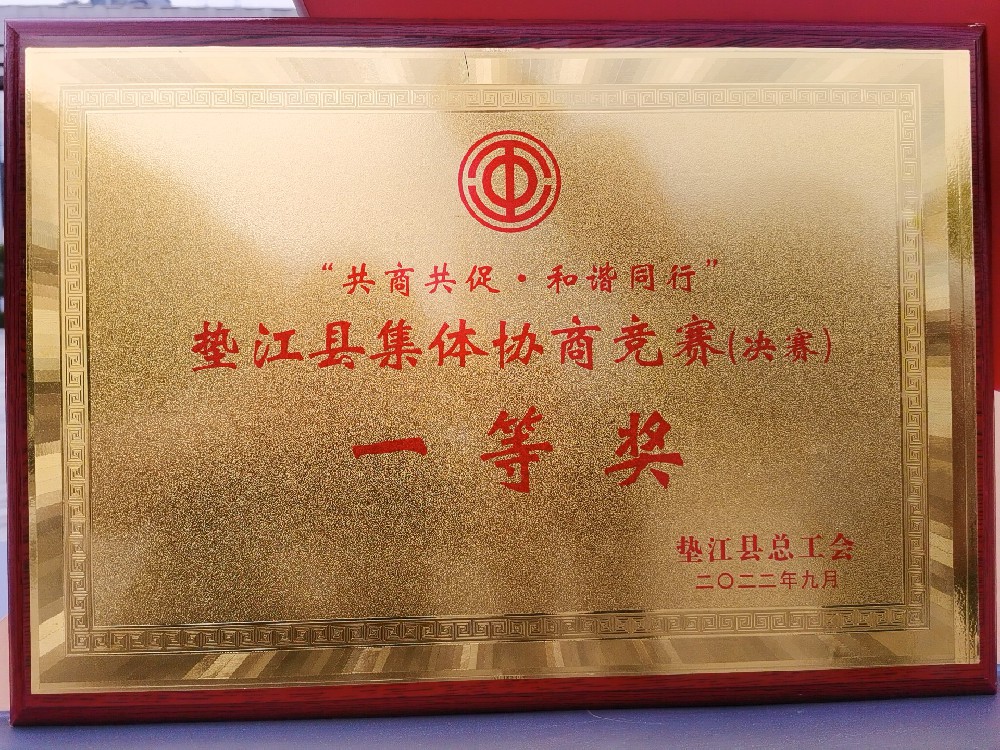 “共商共促·和谐同行”
垫江县集体协商竞赛(决赛)
一等奖
垫江县总工会
二〇二二年九月